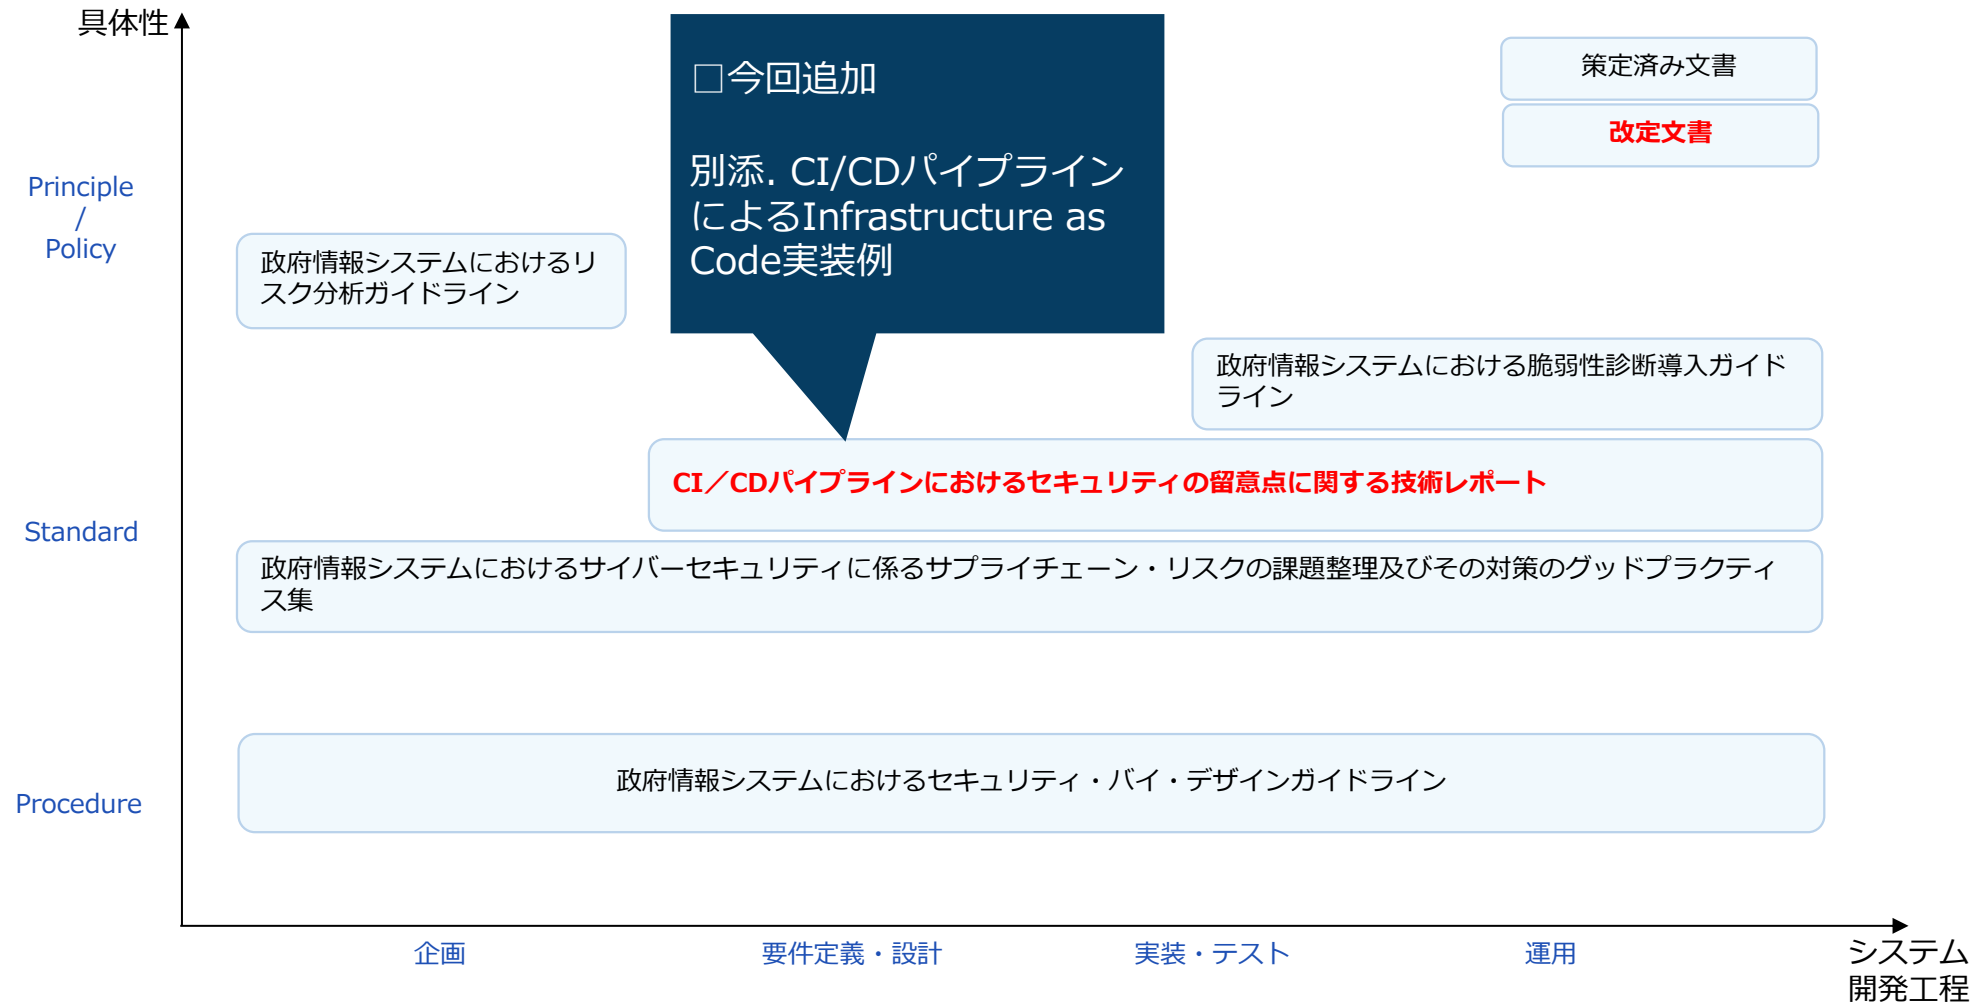 具体性
□今回追加
別添. CI/CDパイプライン
によるInfrastructure as
Code実装例
策定済み文書
改定文書
Principle
/
Policy
政府情報システムにおけるリ
スク分析ガイドライン
政府情報システムにおける脆弱性診断導入ガイド
ライン
CI／CDパイプラインにおけるセキュリティの留意点に関する技術レポート
Standard
政府情報システムにおけるサイバーセキュリティに係るサプライチェーン・リスクの課題整理及びその対策のグッドプラクティ
ス集
Procedure
政府情報システムにおけるセキュリティ・バイ・デザインガイドライン
企画
要件定義・設計
実装・テスト
運用
システム
開発工程